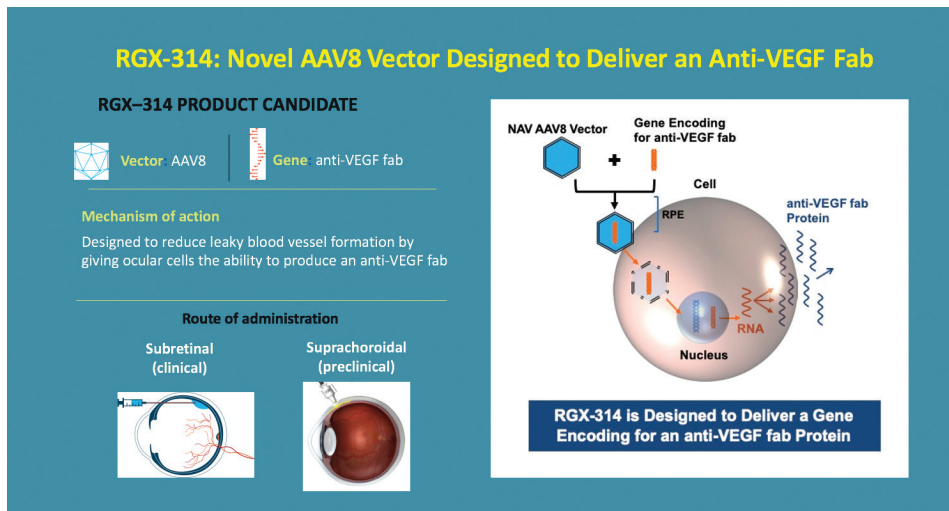 RGX-314: Novel AAV8 Vector Designed to Deliver an Anti-VEGF Fab
RGX–314 PRODUCT CANDIDATE
Vector: AAV8
Gene: anti-VEGF fab
Mechanism of action
Designed to reduce leaky blood vessel formation by
giving ocular cells the ability to produce an anti-VEGF fab
Route of administration
Subretinal
(clinical)
Suprachoroidal
(preclinical)
NAV AAV8 Vector
+
Gene Encoding
for anti-VEGF fab
Cell
RPE
anti-VEGF fab
Protein
RNA
Nucleus
RGX-314 is Designed to Deliver a Gene
Encoding for an anti-VEGF fab Protein